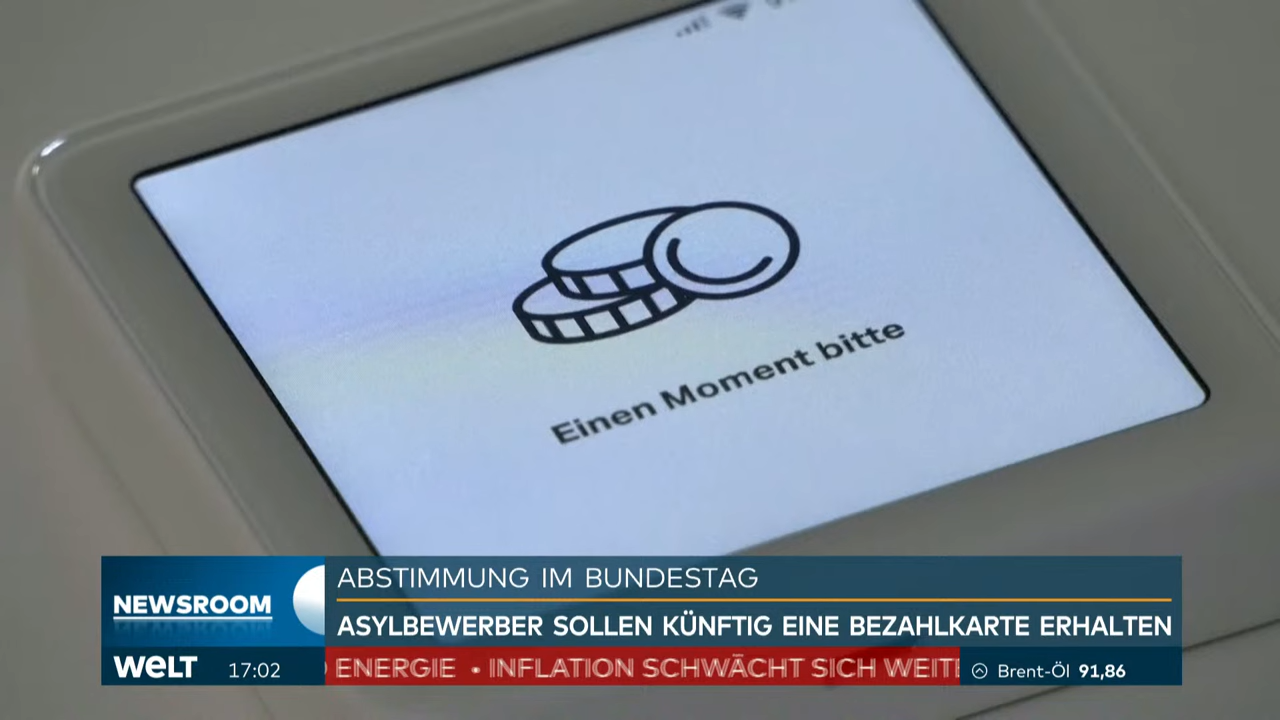 Einen Moment bitte
ABSTIMMUNG IM BUNDESTAG
NEWSROOM
ASYLBEWERBER SOLLEN KÜNFTIG EINE BEZAHLKARTE ERHALTEN
welt 17:02 ENERGIE • INFLATION SCHWÄCHT SICH WEITE Brent-Öl 91,86